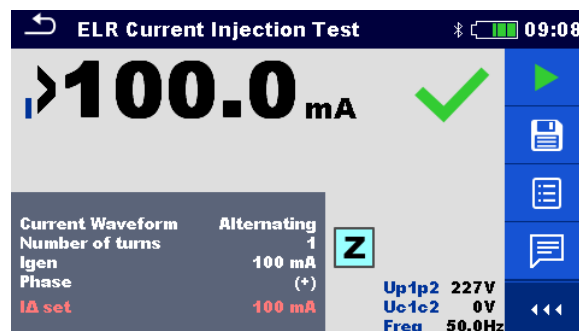 ELR Current Injection Test
09:08
I>100.0 mA
Current Waveform Alternating
Number of turns 1
Igen 100 mA
Phase (+)
IΔ set 100 mA
Z
Up1p2 227V
Uc1c2 0V
Freq 50.0Hz